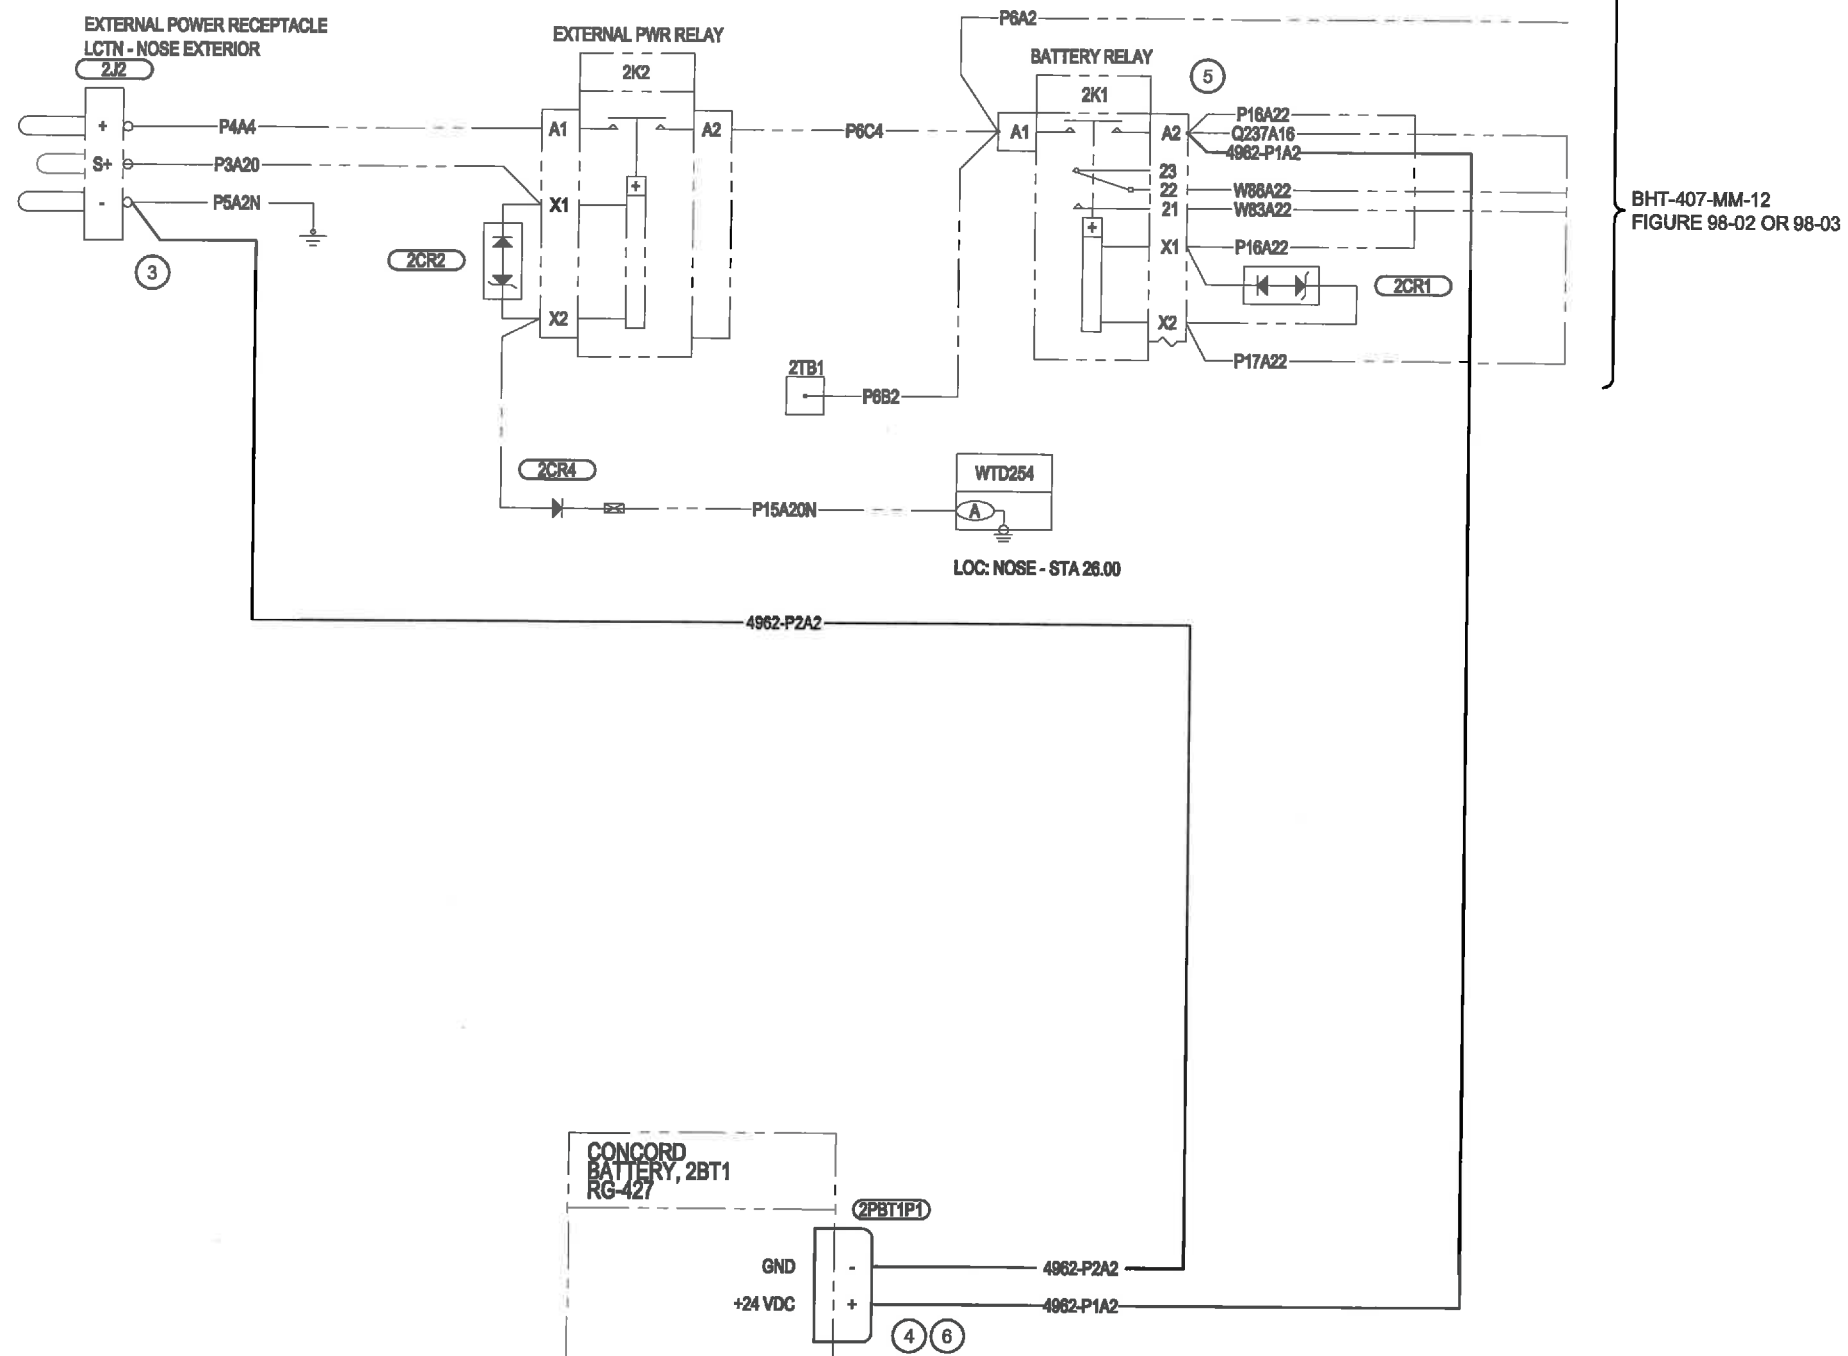 EXTERNAL POWER RECEPTACLE
LCTN - NOSE EXTERIOR
2J2
+
S+
-
P4A4
P3A20
P5A2N
3
EXTERNAL PWR RELAY
2K2
A1
A2
X1
X2
+
2CR2
P6C4
P6A2
BATTERY RELAY
5
2K1
A1
A2
23
22
21
X1
X2
+
P16A22
Q237A16
4962-P1A2
W86A22
W83A22
P16A22
2CR1
P17A22
BHT-407-MM-12
FIGURE 98-02 OR 98-03
2TB1
P6B2
2CR4
P15A20N
WTD254
A
LOC: NOSE - STA 26.00
4962-P2A2
CONCORD
BATTERY, 2BT1
RG-427
2PBT1P1
GND
-
4962-P2A2
+24 VDC
+
4962-P1A2
4
6